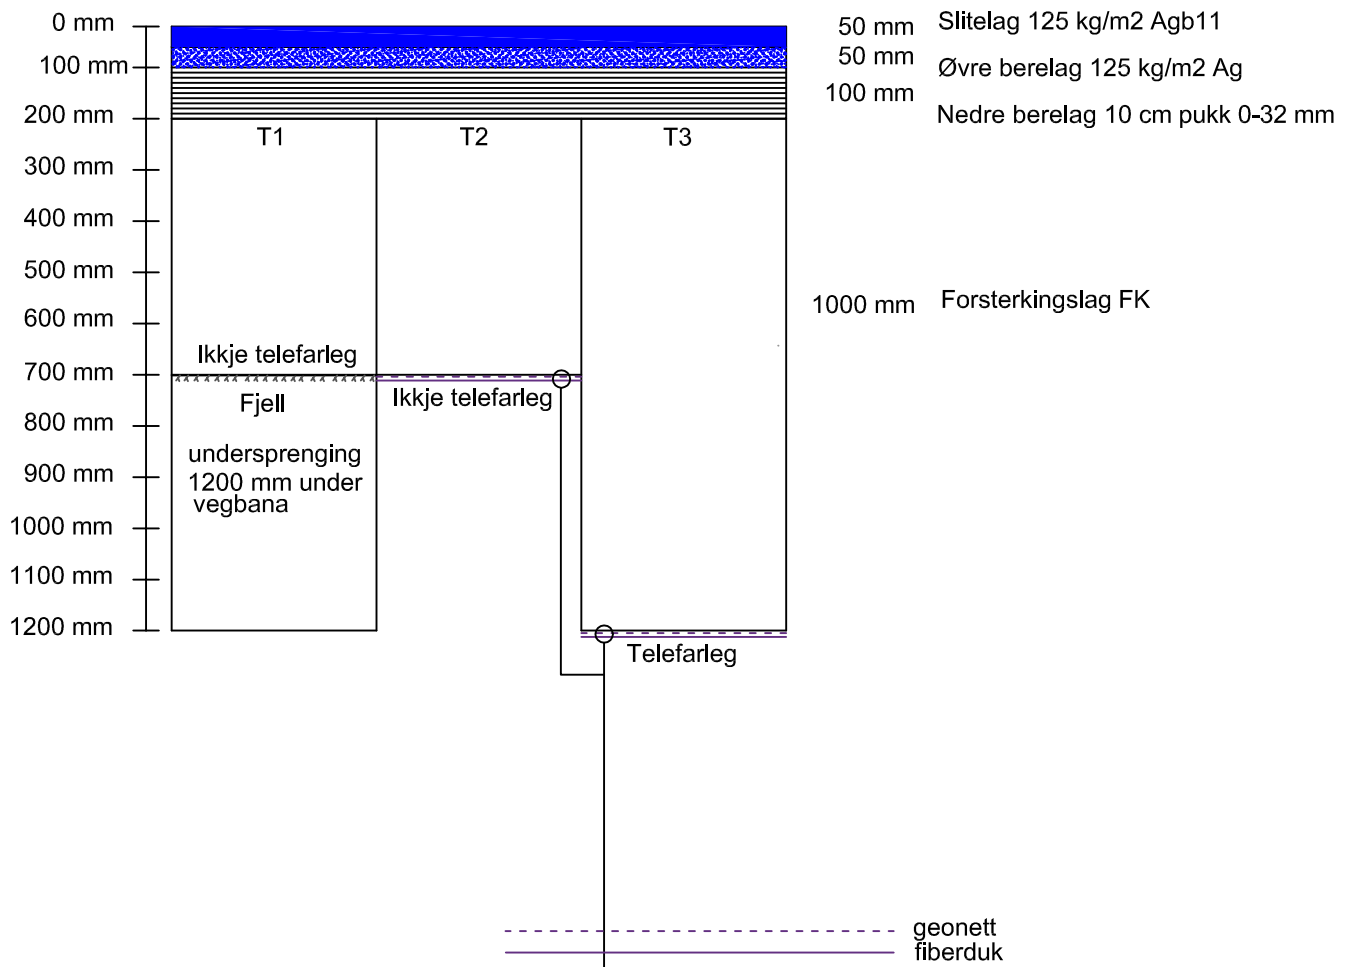 0 mm
100 mm
200 mm
300 mm
400 mm
500 mm
600 mm
700 mm
800 mm
900 mm
1000 mm
1100 mm
1200 mm
T1
T2
T3
Ikkje telefarleg
Fjell
undersprenging
1200 mm under
vegbana
Ikkje telefarleg
Telefarleg
50 mm
Slitelag 125 kg/m2 Agb11
50 mm
Øvre berelag 125 kg/m2 Ag
100 mm
Nedre berelag 10 cm pukk 0-32 mm
1000 mm
Forsterkingslag FK
geonett
fiberduk